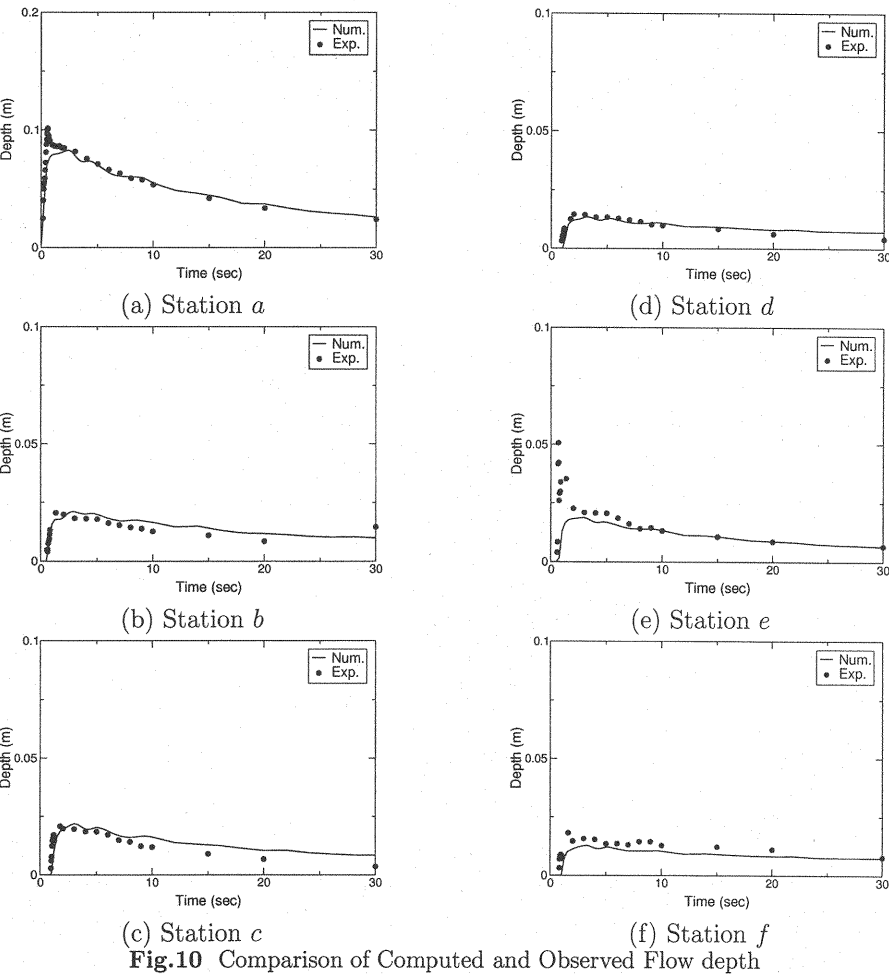 0.2
Num.
Exp.
0.1
0
Depth (m)
0
10
20
30
Time (sec)
(a) Station a
0.1
Num.
Exp.
0.05
0
Depth (m)
0
10
20
30
Time (sec)
(d) Station d
0.1
Num.
Exp.
0.05
0
Depth (m)
0
10
20
30
Time (sec)
(b) Station b
0.1
Num.
Exp.
0.05
0
Depth (m)
0
10
20
30
Time (sec)
(e) Station e
0.1
Num.
Exp.
0.05
0
Depth (m)
0
10
20
30
Time (sec)
(c) Station c
0.1
Num.
Exp.
0.05
0
Depth (m)
0
10
20
30
Time (sec)
(f) Station f
Fig.10 Comparison of Computed and Observed Flow depth